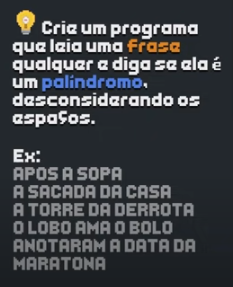 Crie um programa
que leia uma frase
qualquer e diga se ela é
um palíndromo,
desconsiderando os
espaços.
Ex:
APOS A SOPA
A SACADA DA CASA
A TORRE DA DERROTA
O LOBO AMA O BOLO
ANOTARAM A DATA DA
MARATONA